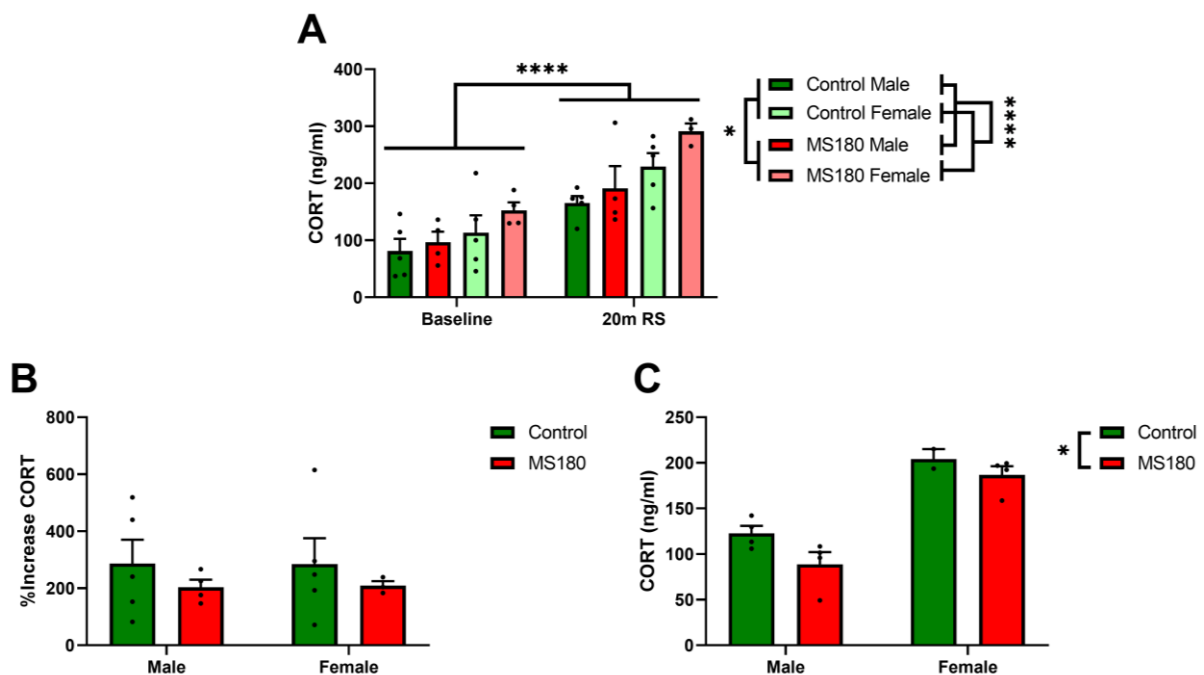 A
CORT (ng/ml)
400
300
200
100
0
****
Baseline
20m RS
*
Control Male
Control Female
MS180 Male
MS180 Female
****
B
%Increase CORT
800
600
400
200
0
Male
Female
Control
MS180
C
CORT (ng/ml)
250
200
150
100
50
0
Male
Female
*
Control
MS180